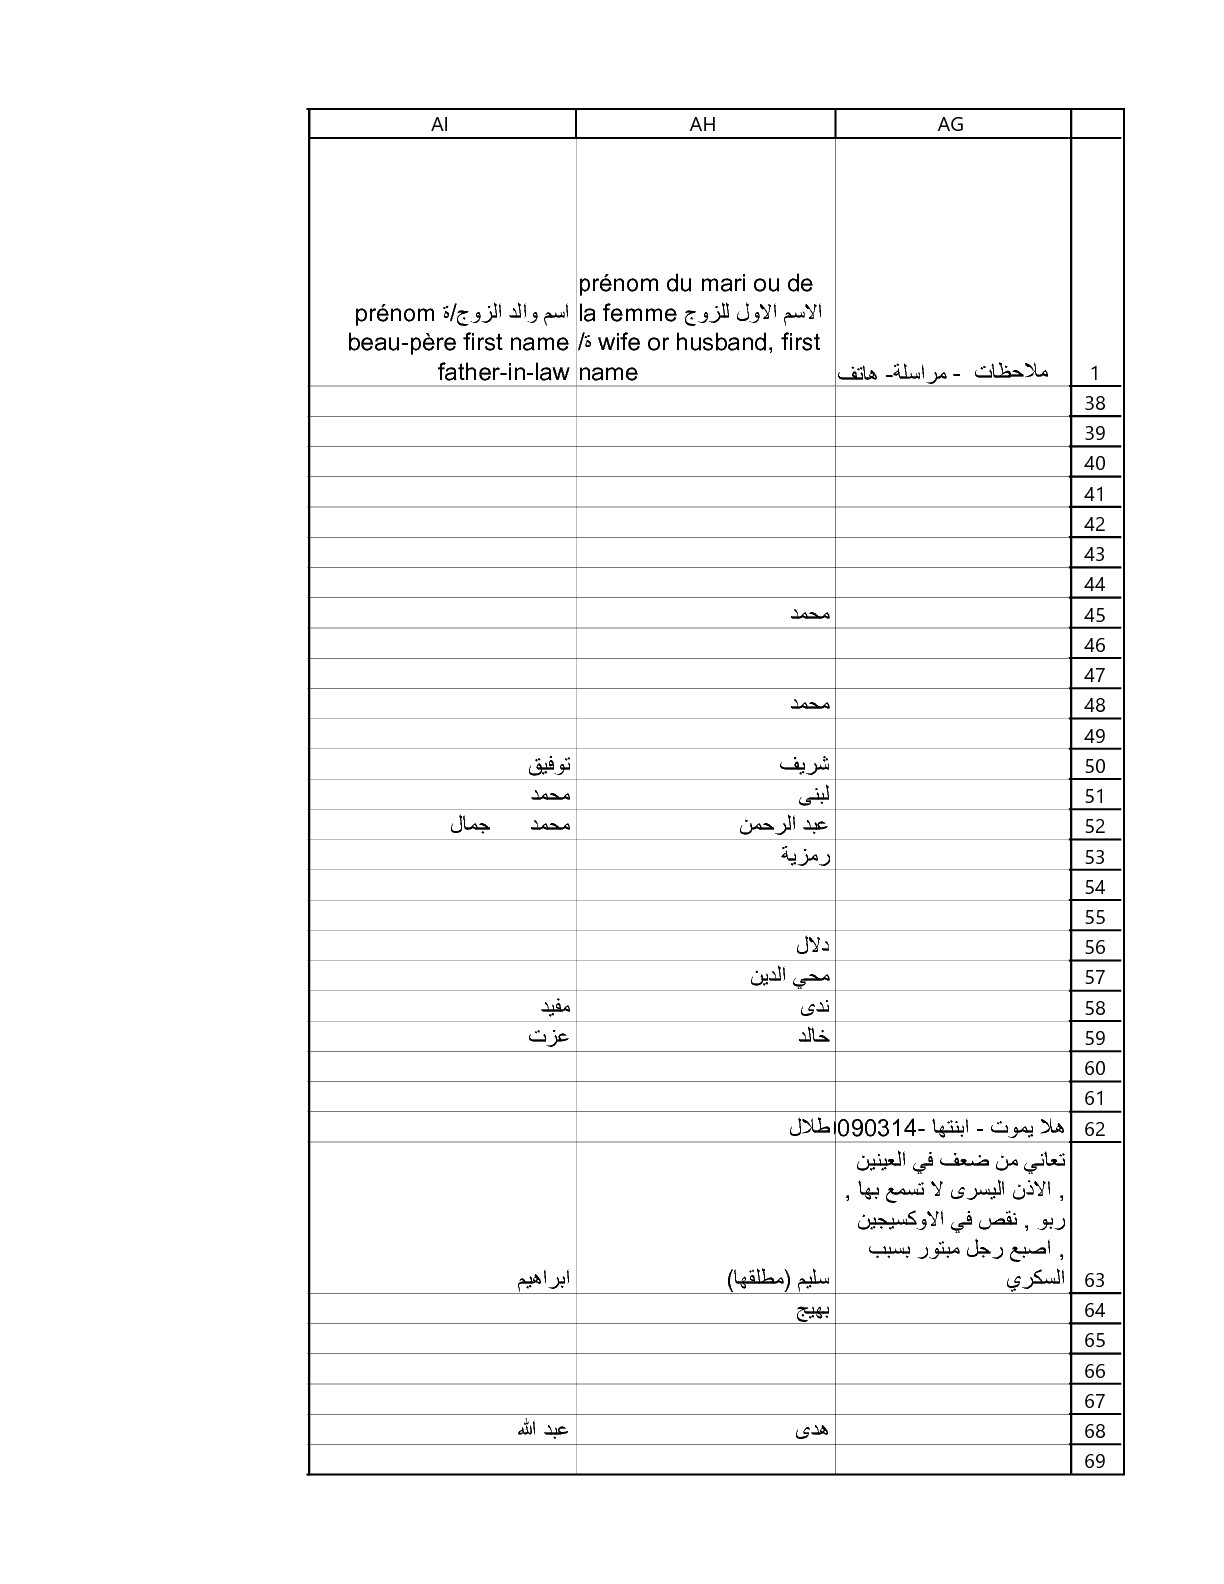 AG AH AI
ملاحظات - مراسلة- هاتف
prénom du mari ou de
la femme الاسم الاول للزوج
/ة wife or husband, first
name
اسم والد الزوج/ة prénom
beau-père first name
father-in-law
1
38
39
40
41
42
43
44
45 محمد
46
47
48 محمد
49
50 شريف توفيق
51 لبنى محمد
52 عبد الرحمن محمد جمال
53 رمزية
54
55
56 دلال
57 محي الدين
58 ندى مفيد
59 خالد عزت
60
61
62 هلا يموت - ابنتها -090314 طلال
تعاني من ضعف في العينين
, الاذن اليسرى لا تسمع بها ,
ربو , نقص في الاوكسيجين
, اصبع رجل مبتور بسبب
63 السكري سليم (مطلقها) ابراهيم
64 بهيج
65
66
67
68 هدى عبد الله
69